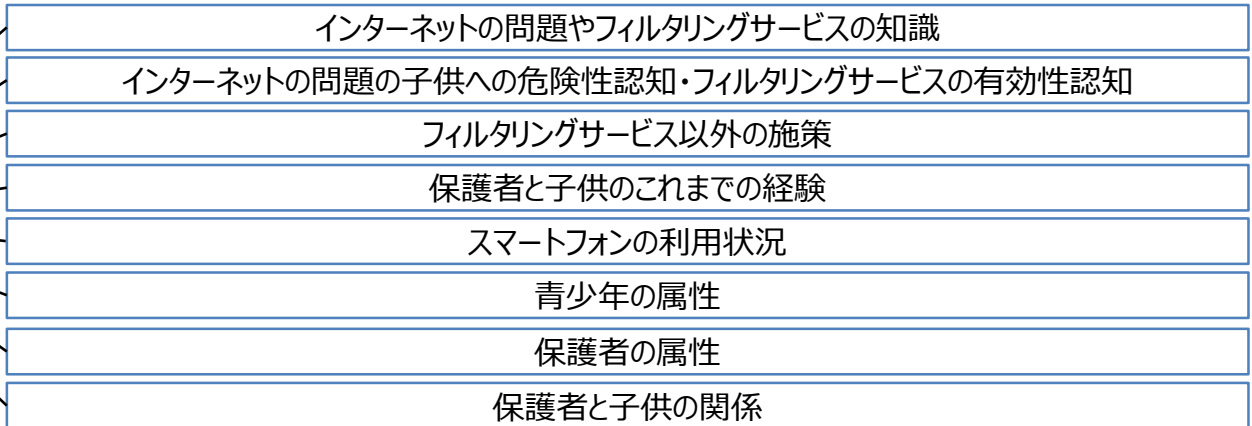 インターネットの問題やフィルタリングサービスの知識
インターネットの問題の子供への危険性認知・フィルタリングサービスの有効性認知
フィルタリングサービス以外の施策
保護者と子供のこれまでの経験
スマートフォンの利用状況
青少年の属性
保護者の属性
保護者と子供の関係